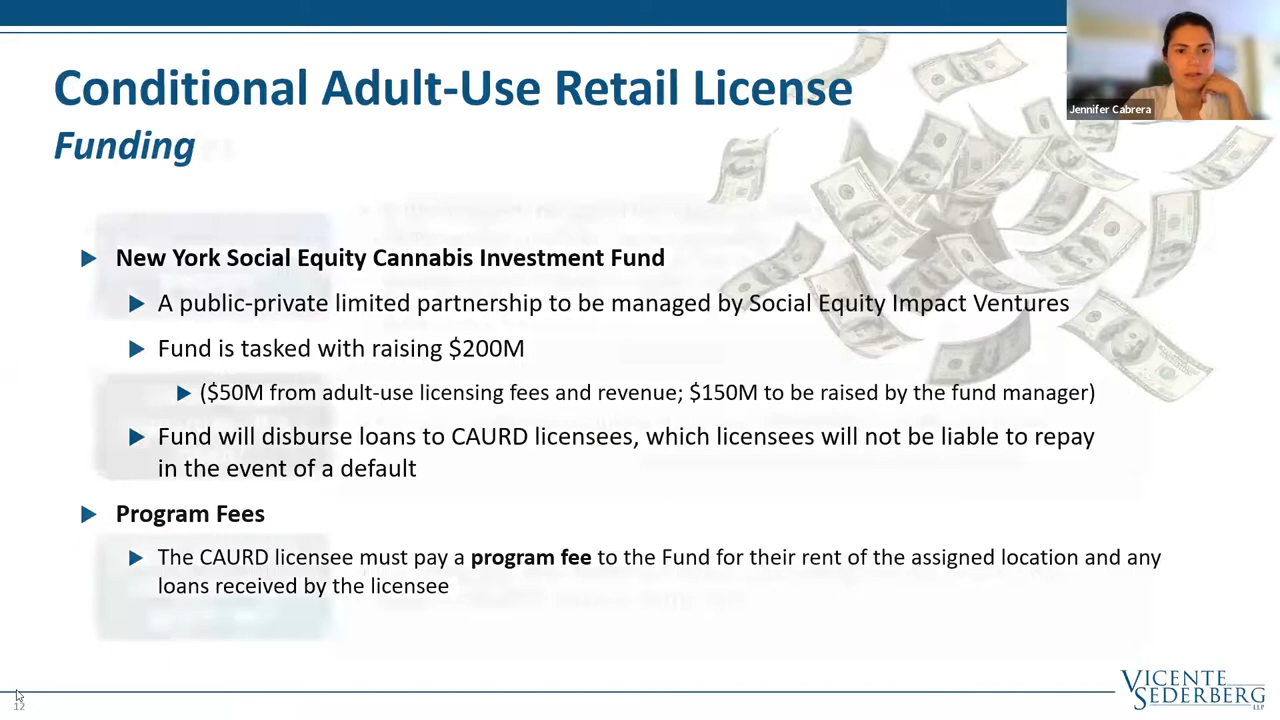 Conditional Adult-Use Retail License
Funding
Jennifer Cabrera
New York Social Equity Cannabis Investment Fund
A public-private limited partnership to be managed by Social Equity Impact Ventures
Fund is tasked with raising $200M
($50M from adult-use licensing fees and revenue; $150M to be raised by the fund manager)
Fund will disburse loans to CAURD licensees, which licensees will not be liable to repay
in the event of a default
Program Fees
The CAURD licensee must pay a program fee to the Fund for their rent of the assigned location and any
loans received by the licensee
12
VICENTE
SEDERBERG
LLP